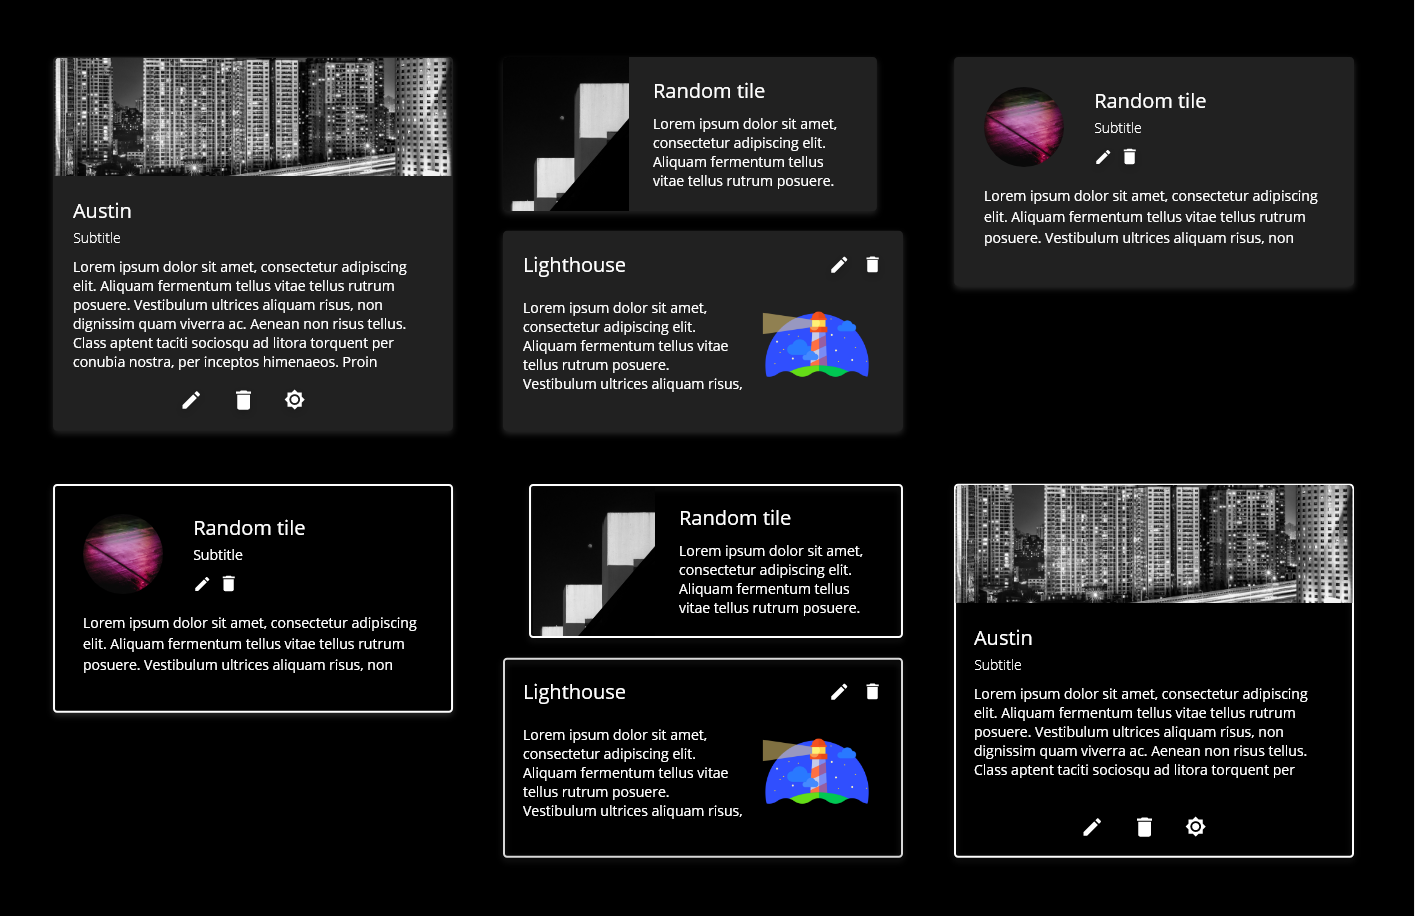 Austin
Subtitle
Lorem ipsum dolor sit amet, consectetur adipiscing
elit. Aliquam fermentum tellus vitae tellus rutrum
posuere. Vestibulum ultrices aliquam risus, non
dignissim quam viverra ac. Aenean non risus tellus.
Class aptent taciti sociosqu ad litora torquent per
conubia nostra, per inceptos himenaeos. Proin
Random tile
Lorem ipsum dolor sit amet,
consectetur adipiscing elit.
Aliquam fermentum tellus
vitae tellus rutrum posuere.
Lighthouse
Lorem ipsum dolor sit amet,
consectetur adipiscing elit.
Aliquam fermentum tellus vitae
tellus rutrum posuere.
Vestibulum ultrices aliquam risus,
Random tile
Subtitle
Lorem ipsum dolor sit amet, consectetur adipiscing
elit. Aliquam fermentum tellus vitae tellus rutrum
posuere. Vestibulum ultrices aliquam risus, non
Random tile
Subtitle
Lorem ipsum dolor sit amet, consectetur adipiscing
elit. Aliquam fermentum tellus vitae tellus rutrum
posuere. Vestibulum ultrices aliquam risus, non
Random tile
Lorem ipsum dolor sit amet,
consectetur adipiscing elit.
Aliquam fermentum tellus
vitae tellus rutrum posuere.
Lighthouse
Lorem ipsum dolor sit amet,
consectetur adipiscing elit.
Aliquam fermentum tellus vitae
tellus rutrum posuere.
Vestibulum ultrices aliquam risus,
Austin
Subtitle
Lorem ipsum dolor sit amet, consectetur adipiscing
elit. Aliquam fermentum tellus vitae tellus rutrum
posuere. Vestibulum ultrices aliquam risus, non
dignissim quam viverra ac. Aenean non risus tellus.
Class aptent taciti sociosqu ad litora torquent per